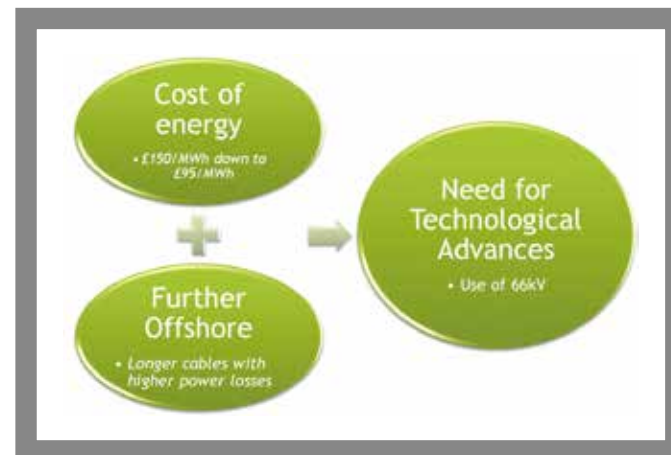 Cost of
energy
• £150/MWh down to
£95/MWh
Further
Offshore
• Longer cables with
higher power losses
Need for
Technological
Advances
• Use of 66kV